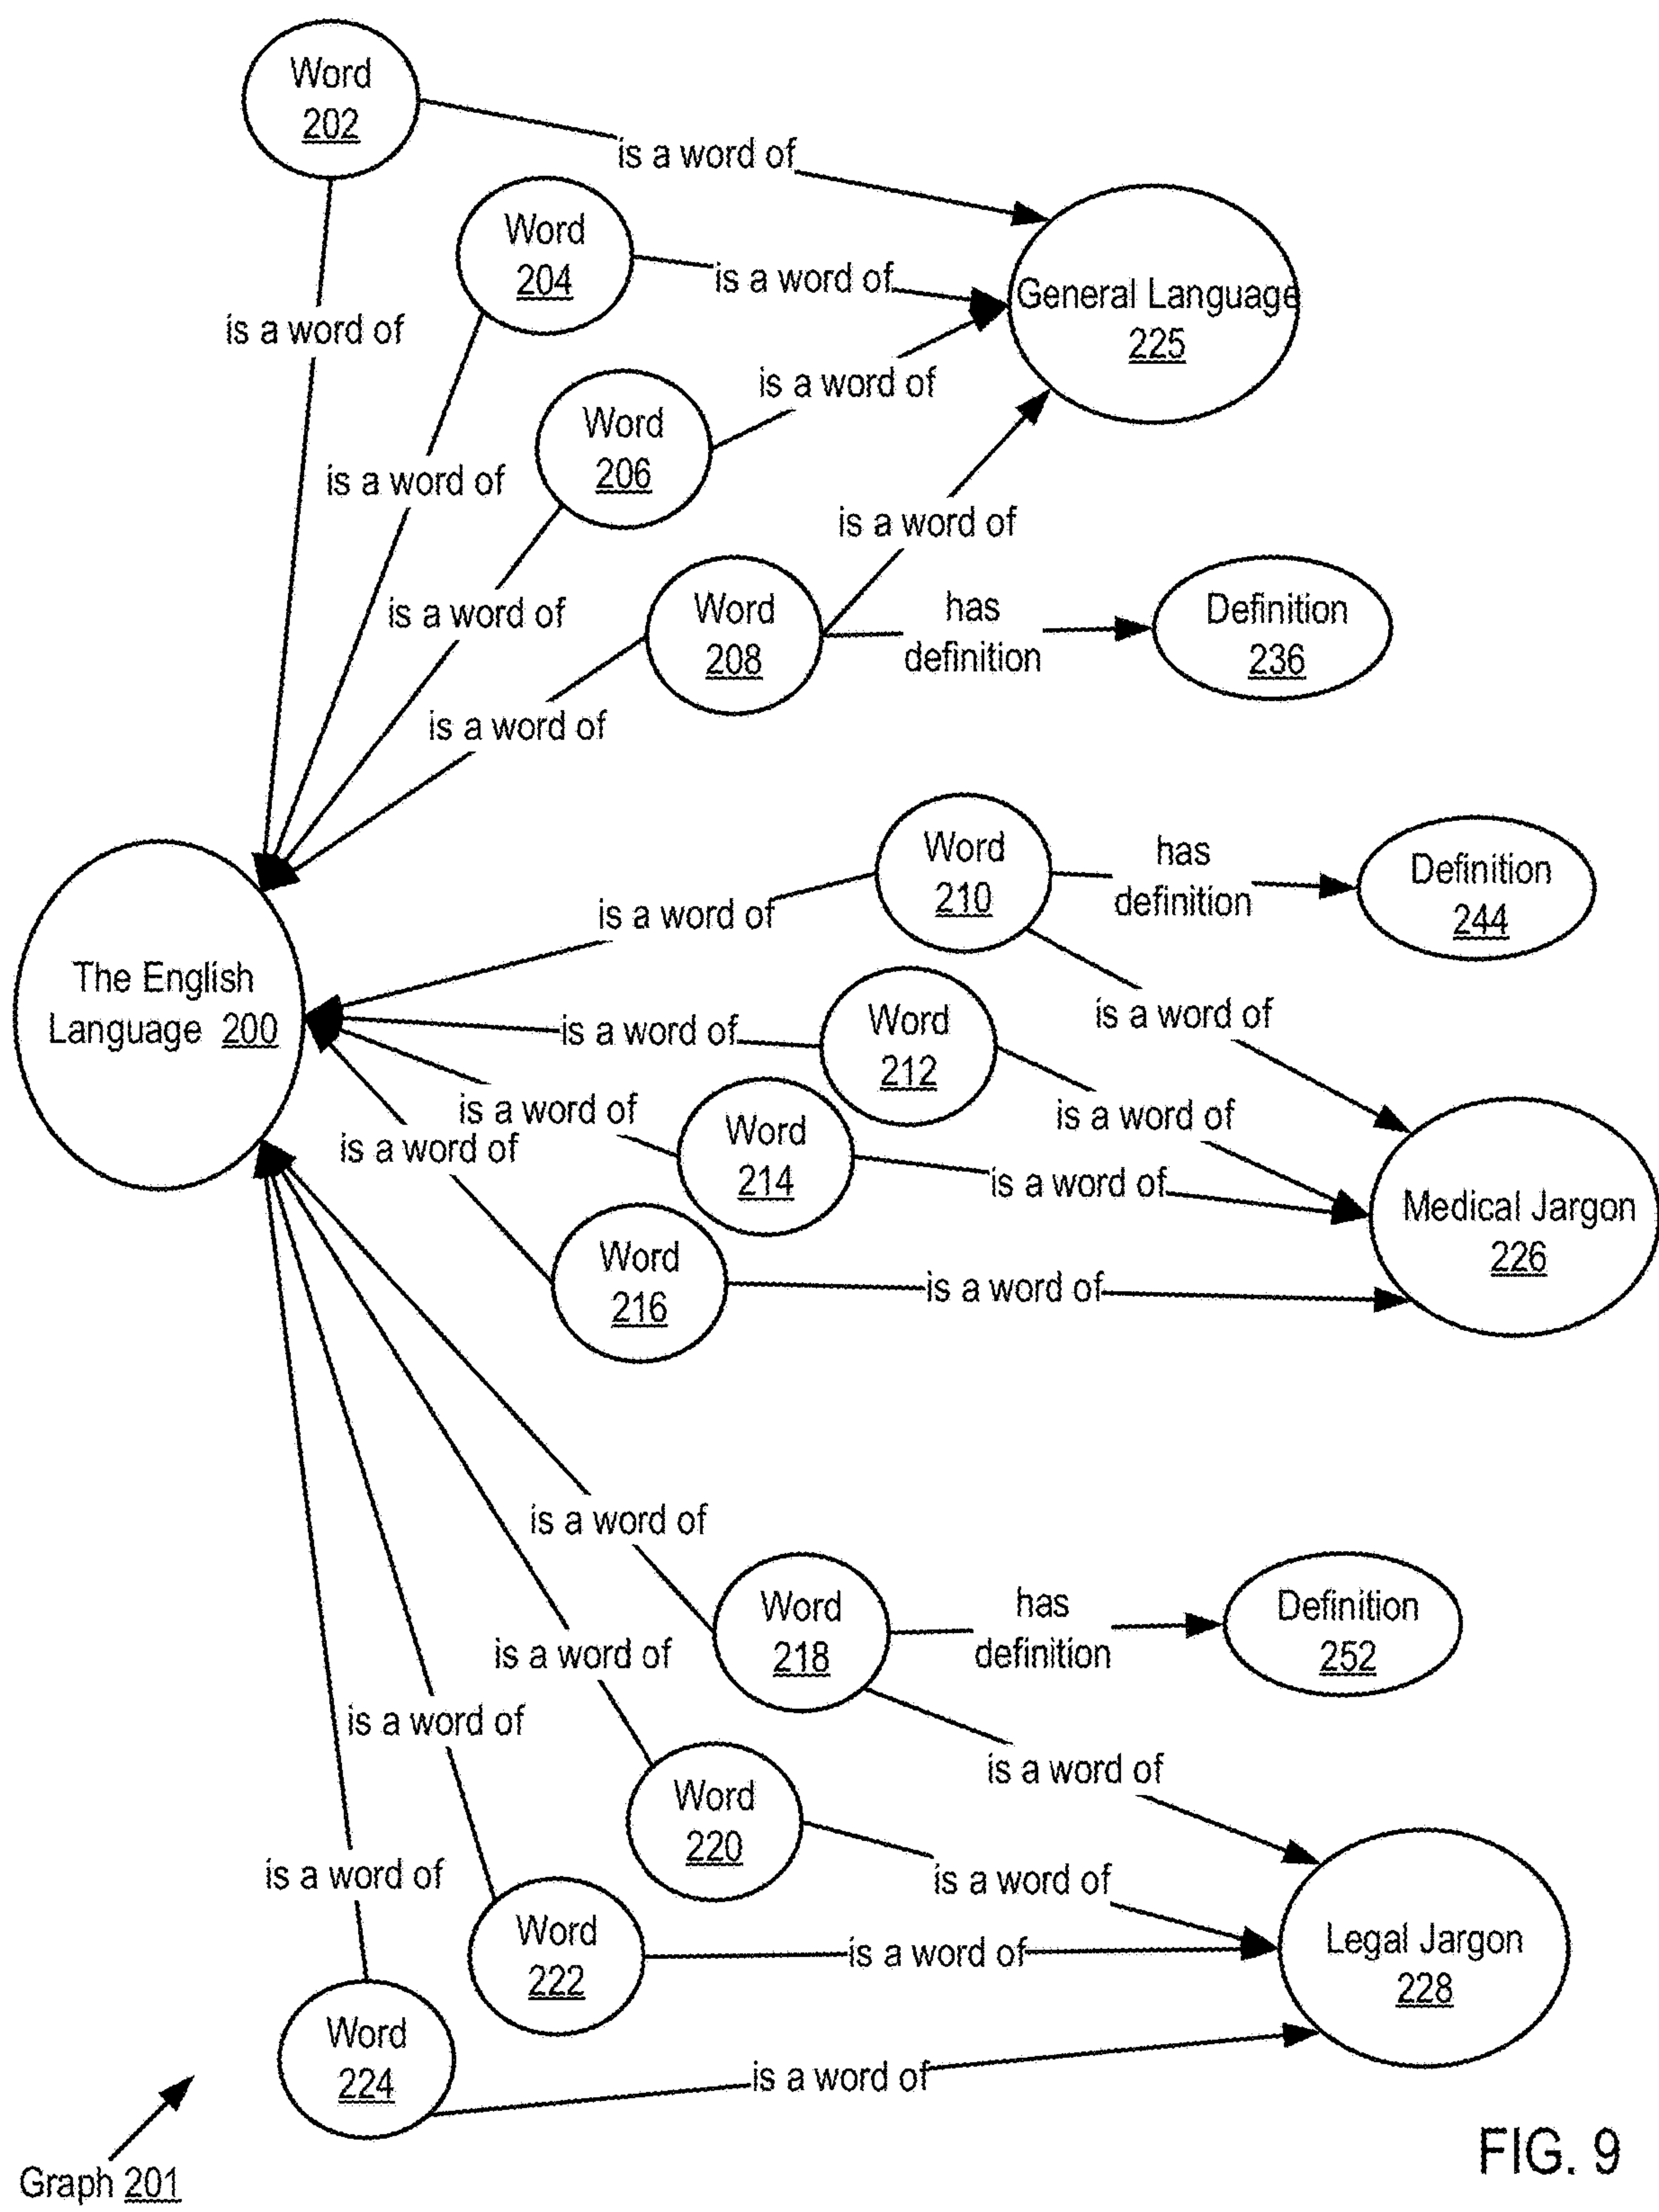 Word
202
is a word of
Word
204
is a word of
General Language
225
is a word of
is a word of
Word
206
is a word of
is a word of
is a word of
Word
208
has
definition
Definition
236
is a word of
is a word of
Word
210
has
definition
Definition
244
is a word of
The English
Language 200
is a word of
Word
212
is a word of
is a word of
is a word of
Word
214
is a word of
is a word of
Medical Jargon
226
Word
216
is a word of
is a word of
Word
218
has
definition
Definition
252
is a word of
is a word of
is a word of
Word
220
is a word of
is a word of
Word
222
is a word of
Legal Jargon
228
Word
224
is a word of
Graph 201
FIG. 9